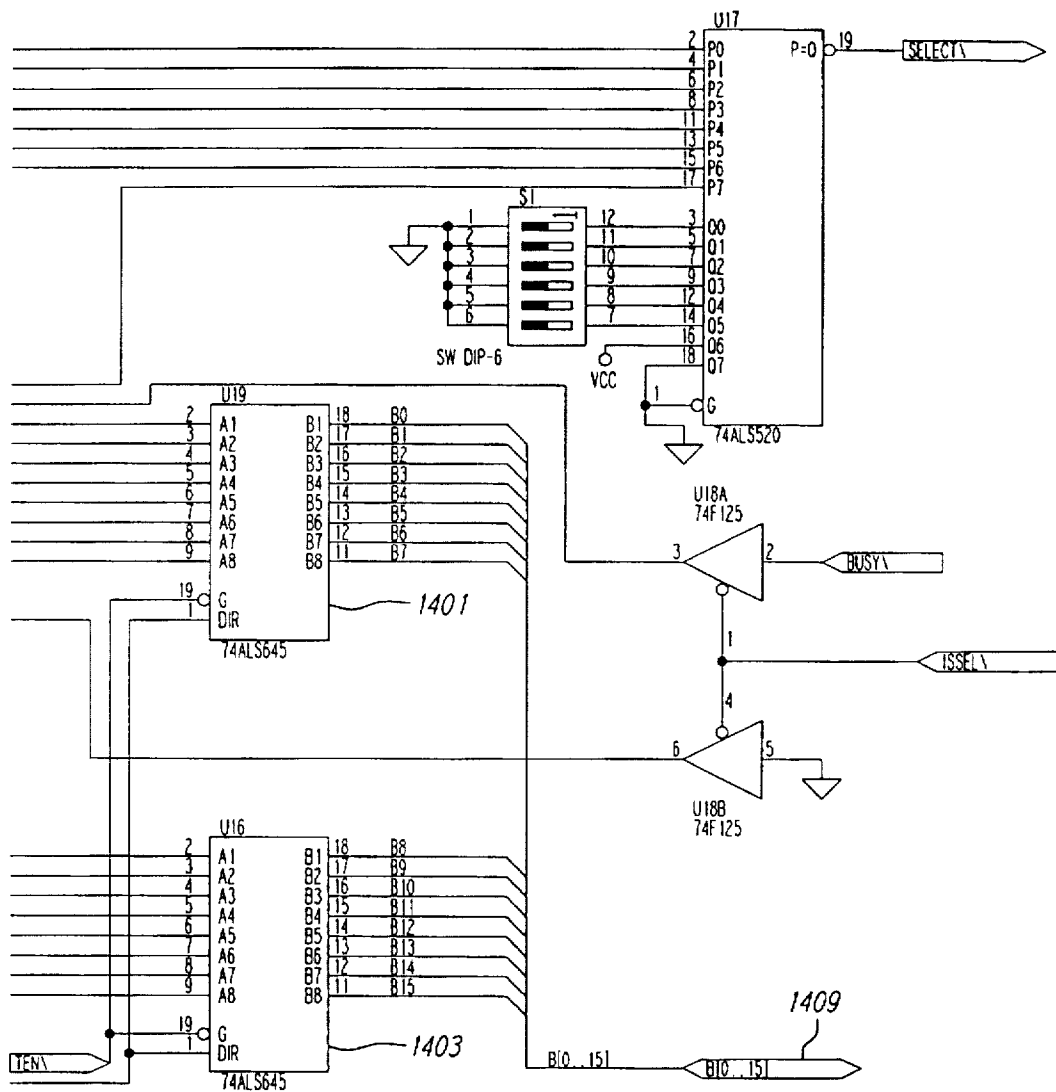 U17
2 P0 P=0 19 SELECT\
4 P1
6 P2
8 P3
11 P4
13 P5
15 P6
17 P7
S1
1 12 3 Q0
2 11 5 Q1
3 10 7 Q2
4 9 9 Q3
5 8 12 Q4
6 7 14 Q5
16 Q6
18 Q7
SW DIP-6
VCC
1 G
74ALS520
U19
2 A1 B1 18 B0
3 A2 B2 17 B1
4 A3 B3 16 B2
5 A4 B4 15 B3
6 A5 B5 14 B4
7 A6 B6 13 B5
8 A7 B7 12 B6
9 A8 B8 11 B7
19 G
1 DIR
74ALS645
1401
U18A
74F125
3 2 BUSY\
1
ISSEL\
4
6 5
U18B
74F125
U16
2 A1 B1 18 B8
3 A2 B2 17 B9
4 A3 B3 16 B10
5 A4 B4 15 B11
6 A5 B5 14 B12
7 A6 B6 13 B13
8 A7 B7 12 B14
9 A8 B8 11 B15
19 G
1 DIR
74ALS645
1403
TEN\
1409
B[0..15] B[0..15]